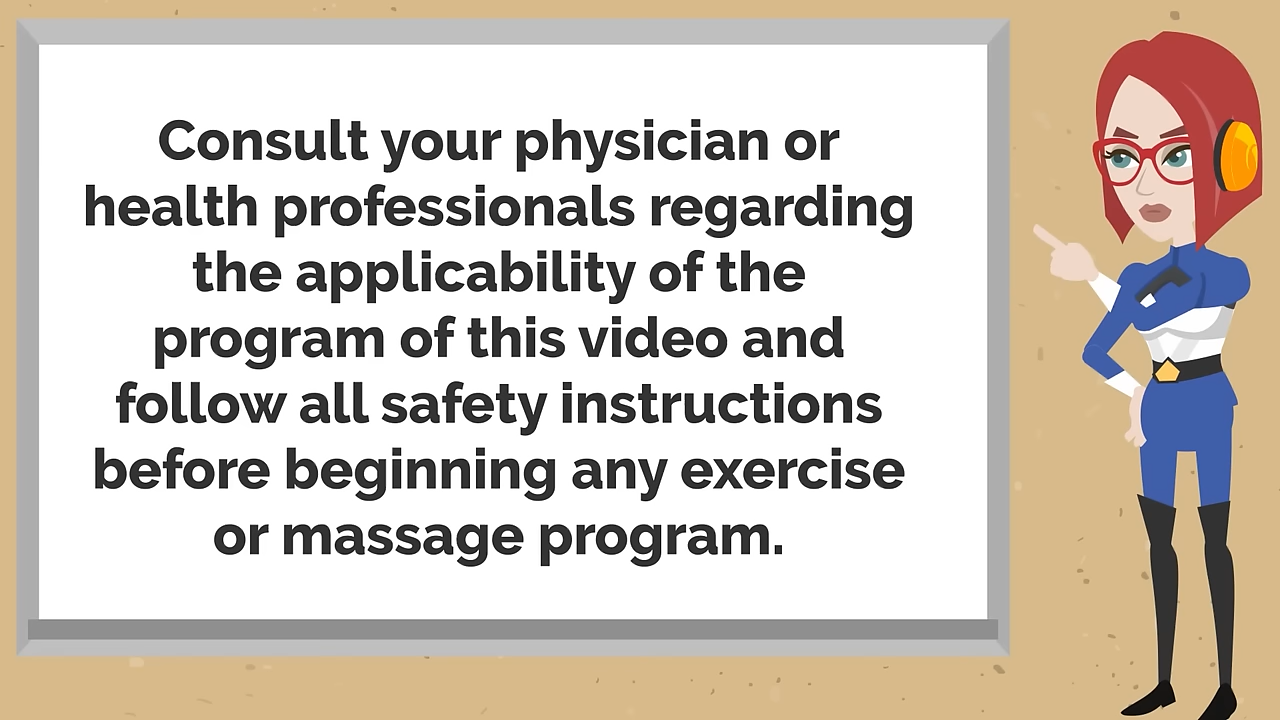 Consult your physician or
health professionals regarding
the applicability of the
program of this video and
follow all safety instructions
before beginning any exercise
or massage program.